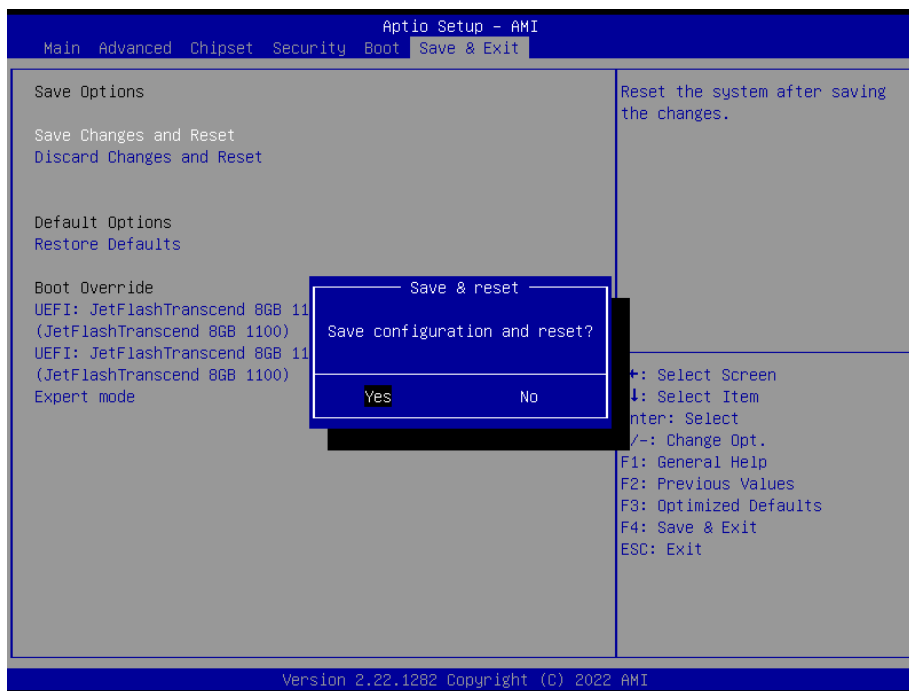 Aptio Setup – AMI
Main Advanced Chipset Security Boot Save & Exit
Save Options
Save Changes and Reset
Discard Changes and Reset
Default Options
Restore Defaults
Boot Override
UEFI: JetFlashTranscend 8GB 11
(JetFlashTranscend 8GB 1100)
UEFI: JetFlashTranscend 8GB 11
(JetFlashTranscend 8GB 1100)
Expert mode
Save & reset
Save configuration and reset?
Yes No
Reset the system after saving
the changes.
←: Select Screen
↓: Select Item
nter: Select
/-: Change Opt.
F1: General Help
F2: Previous Values
F3: Optimized Defaults
F4: Save & Exit
ESC: Exit
Version 2.22.1282 Copyright (C) 2022 AMI